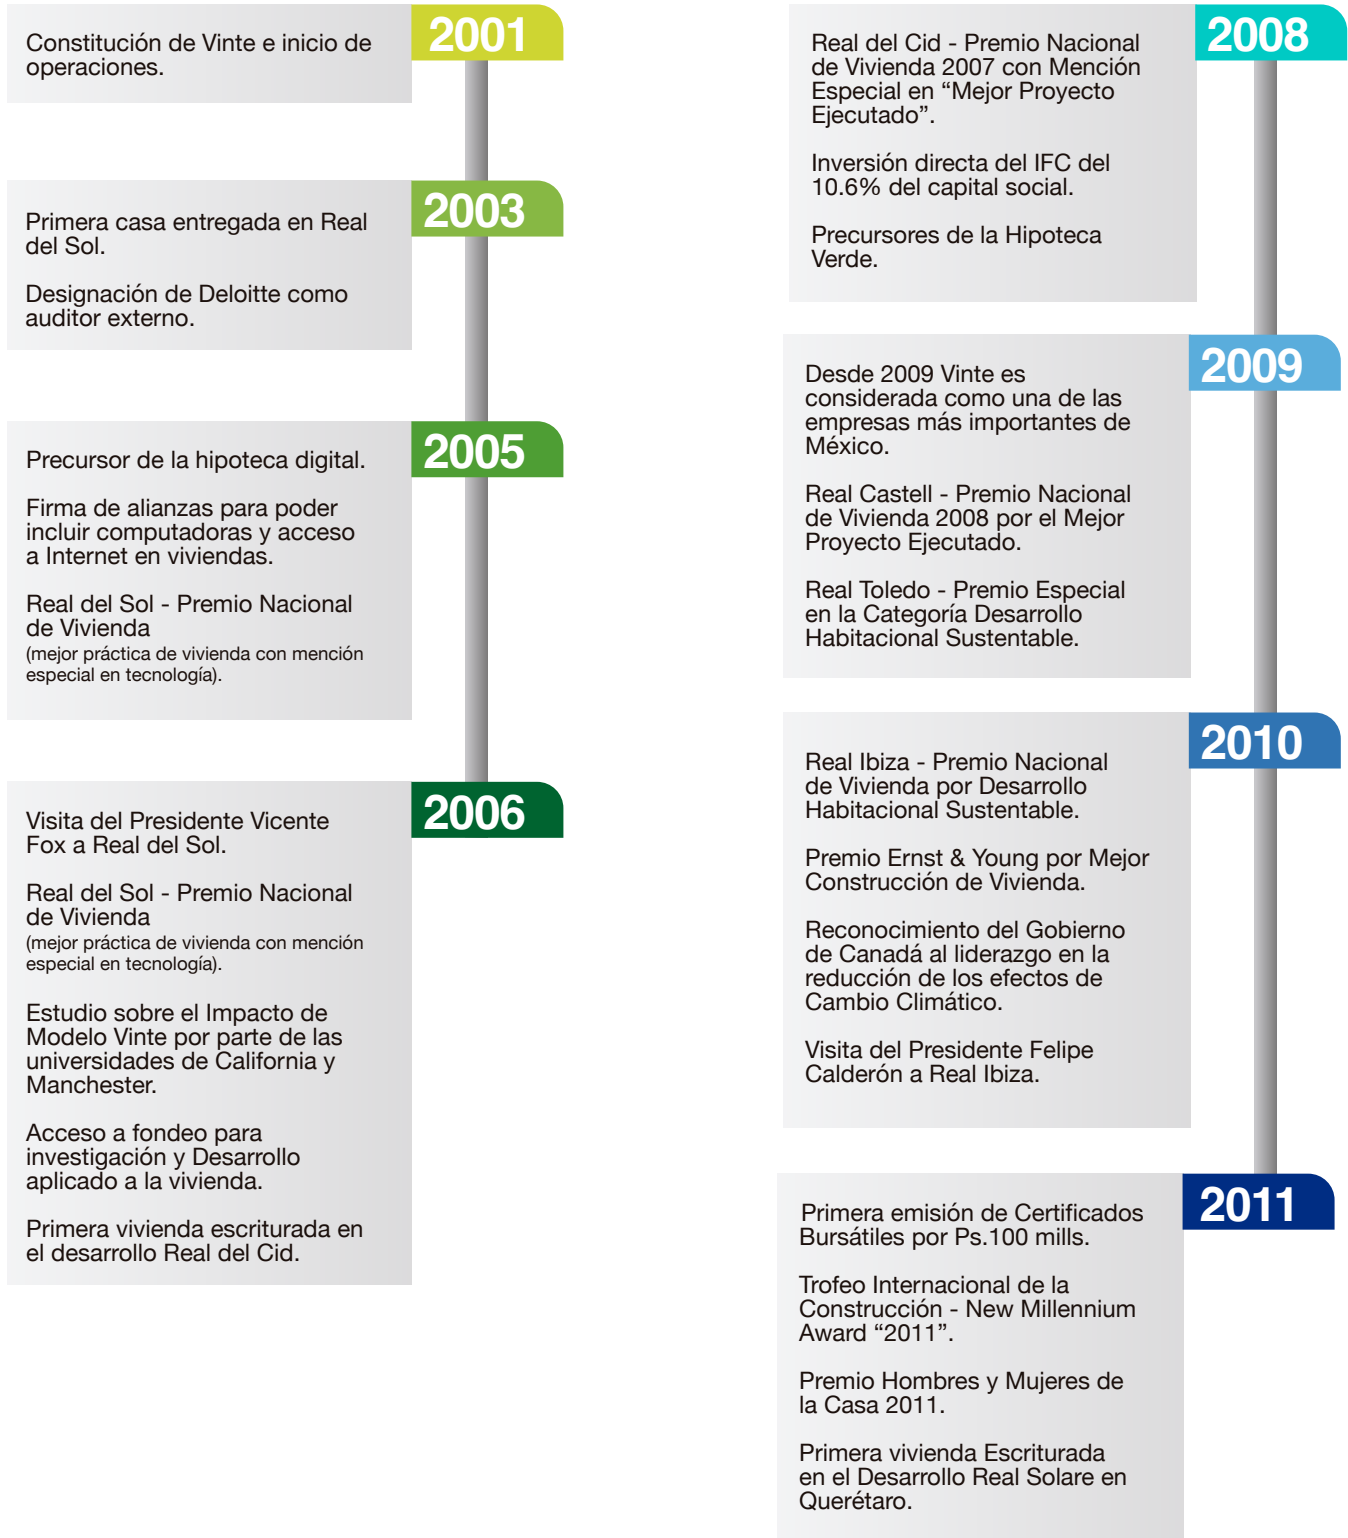 2001
Constitución de Vinte e inicio de
operaciones.
2003
Primera casa entregada en Real
del Sol.
Designación de Deloitte como
auditor externo.
2005
Precursor de la hipoteca digital.
Firma de alianzas para poder
incluir computadoras y acceso
a Internet en viviendas.
Real del Sol - Premio Nacional
de Vivienda
(mejor práctica de vivienda con mención
especial en tecnología).
2006
Visita del Presidente Vicente
Fox a Real del Sol.
Real del Sol - Premio Nacional
de Vivienda
(mejor práctica de vivienda con mención
especial en tecnología).
Estudio sobre el Impacto de
Modelo Vinte por parte de las
universidades de California y
Manchester.
Acceso a fondeo para
investigación y Desarrollo
aplicado a la vivienda.
Primera vivienda escriturada en
el desarrollo Real del Cid.
2008
Real del Cid - Premio Nacional
de Vivienda 2007 con Mención
Especial en “Mejor Proyecto
Ejecutado”.
Inversión directa del IFC del
10.6% del capital social.
Precursores de la Hipoteca
Verde.
2009
Desde 2009 Vinte es
considerada como una de las
empresas más importantes de
México.
Real Castell - Premio Nacional
de Vivienda 2008 por el Mejor
Proyecto Ejecutado.
Real Toledo - Premio Especial
en la Categoría Desarrollo
Habitacional Sustentable.
2010
Real Ibiza - Premio Nacional
de Vivienda por Desarrollo
Habitacional Sustentable.
Premio Ernst & Young por Mejor
Construcción de Vivienda.
Reconocimiento del Gobierno
de Canadá al liderazgo en la
reducción de los efectos de
Cambio Climático.
Visita del Presidente Felipe
Calderón a Real Ibiza.
2011
Primera emisión de Certificados
Bursátiles por Ps.100 mills.
Trofeo Internacional de la
Construcción - New Millennium
Award “2011”.
Premio Hombres y Mujeres de
la Casa 2011.
Primera vivienda Escriturada
en el Desarrollo Real Solare en
Querétaro.